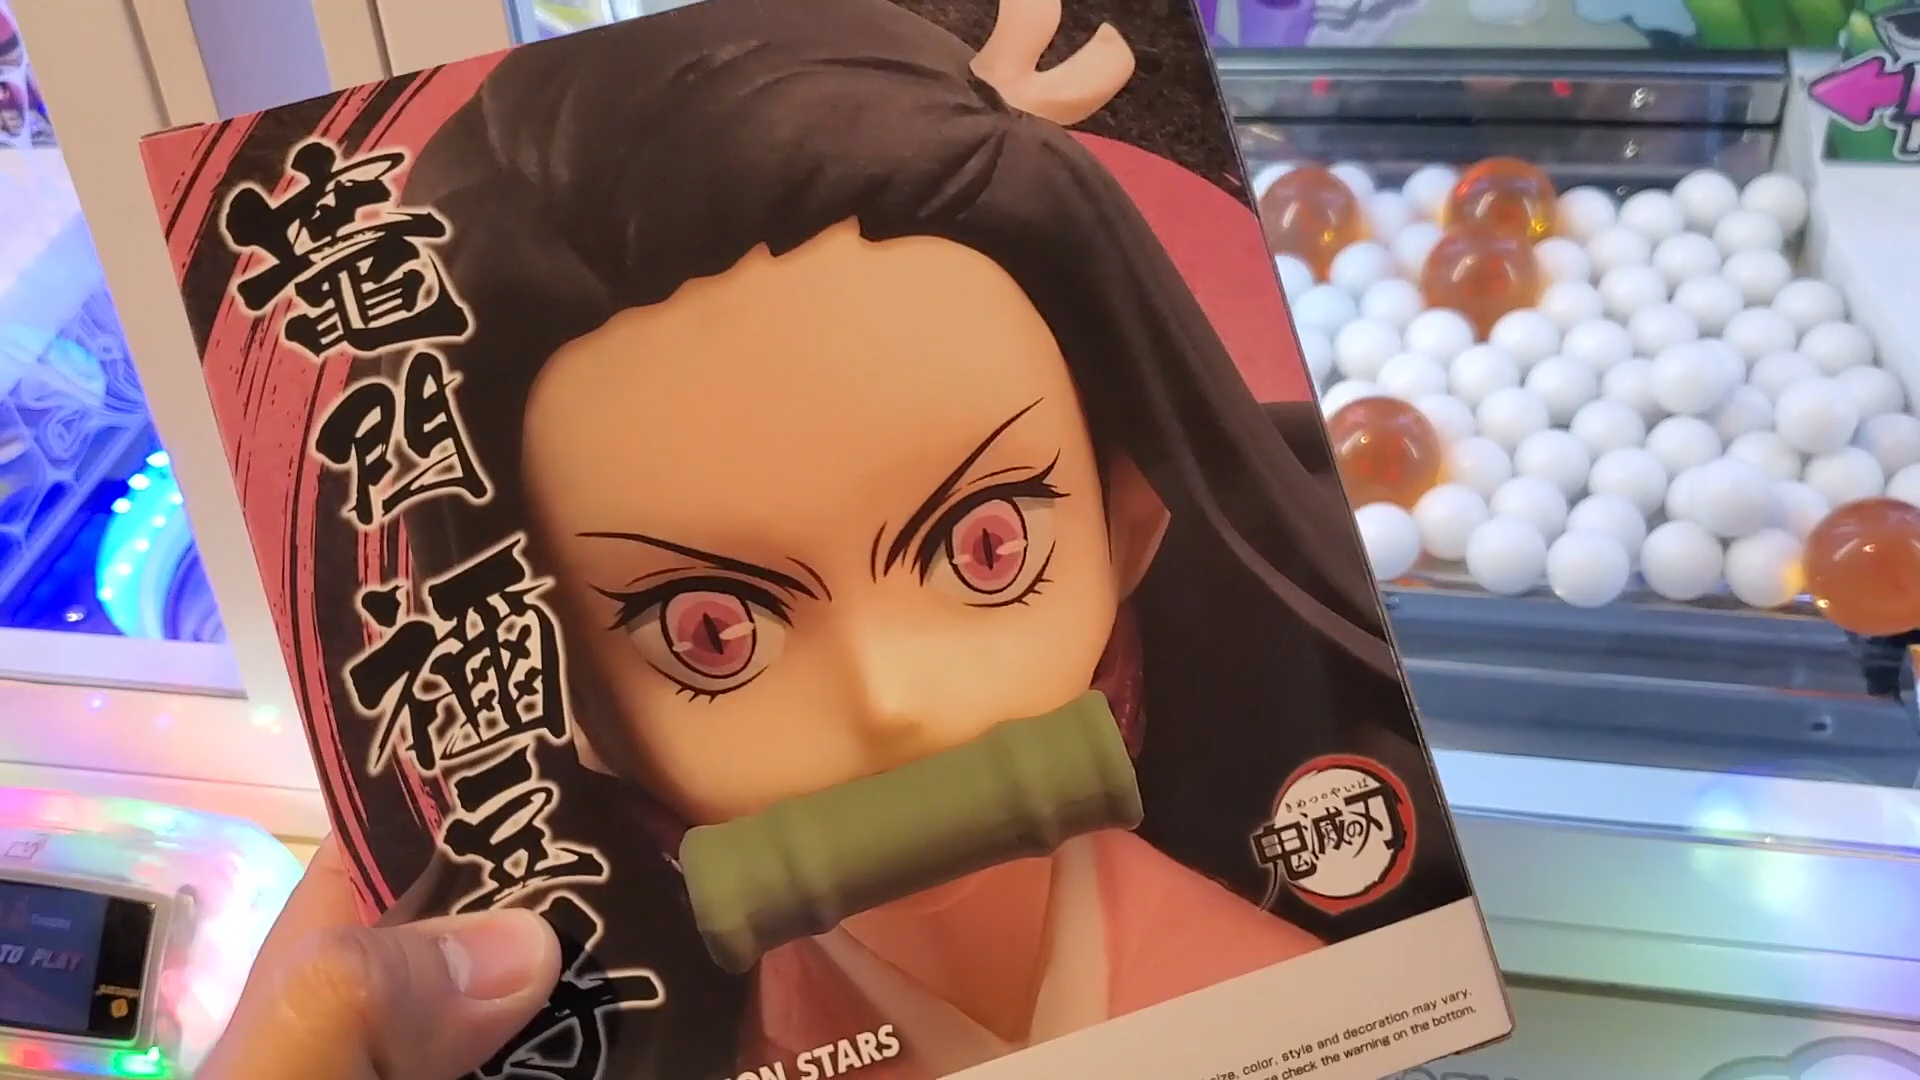 竈門禰豆子
きめつのやいば
鬼滅の刃
ON STARS
size, color, style and decoration may vary.
check the warning on the bottom.
TO PLAY